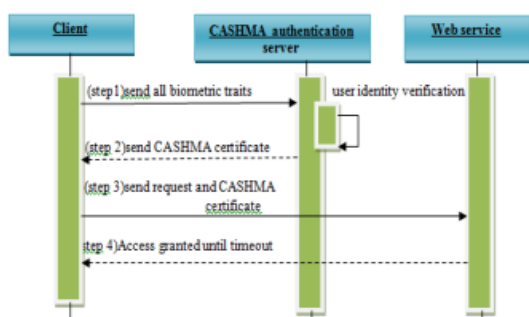 Client
CASHMA authentication
server
Web service
(step1)send all biometric traits
user identity verification
(step 2)send CASHMA certificate
(step 3)send request and CASHMA
certificate
step 4)Access granted until timeout